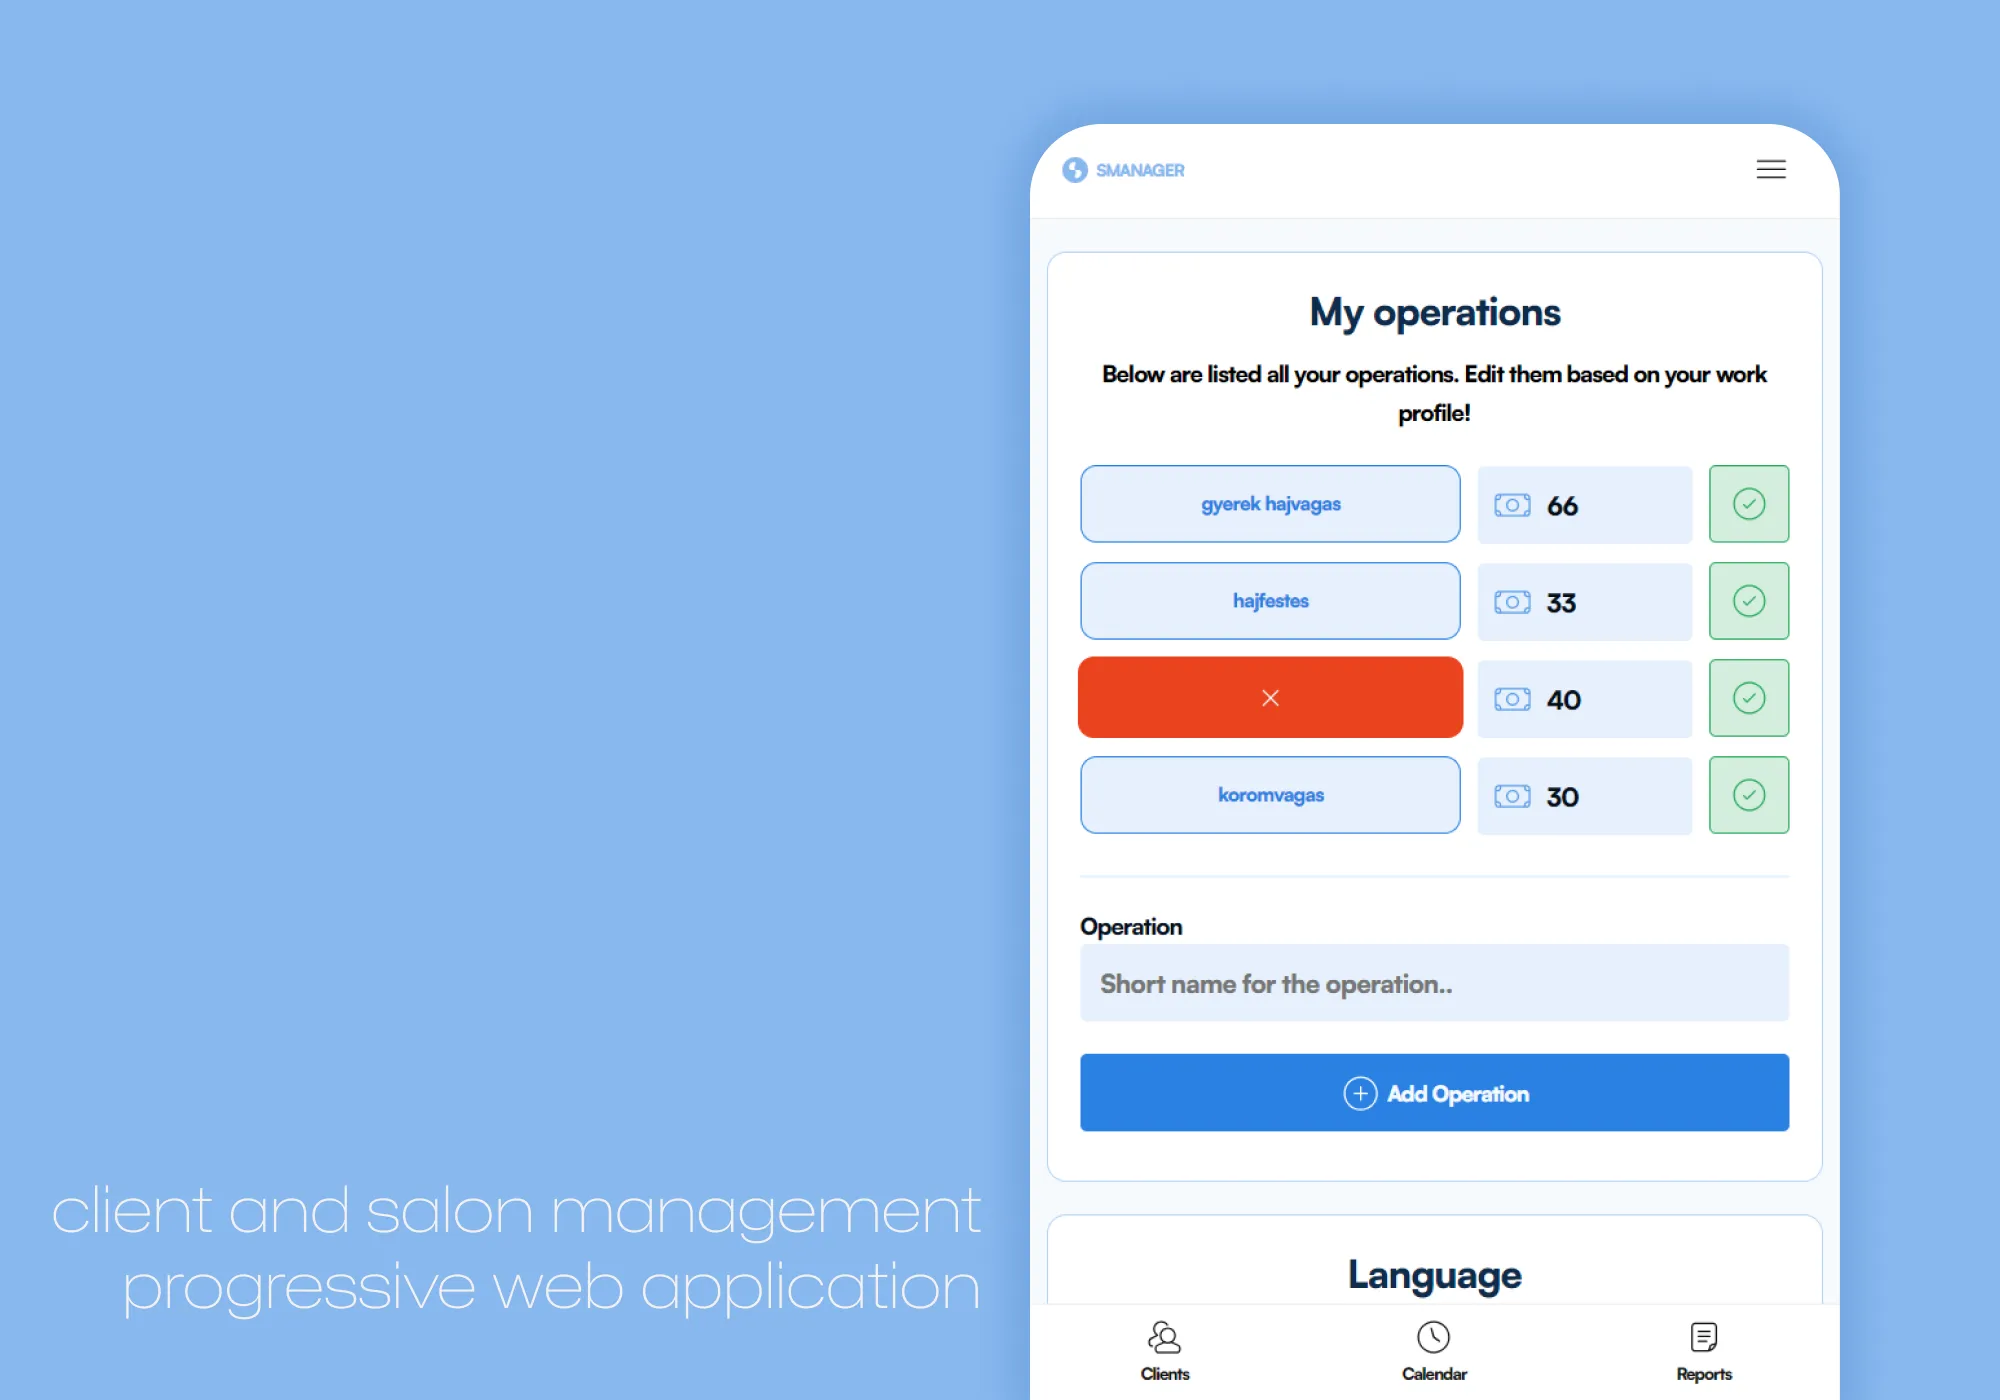 SMANAGER
My operations
Below are listed all your operations. Edit them based on your work
profile!
gyerek hajvagas
66
hajfestes
33
40
koromvagas
30
Operation
Short name for the operation..
Add Operation
Language
Clients
Calendar
Reports
client and salon management
progressive web application